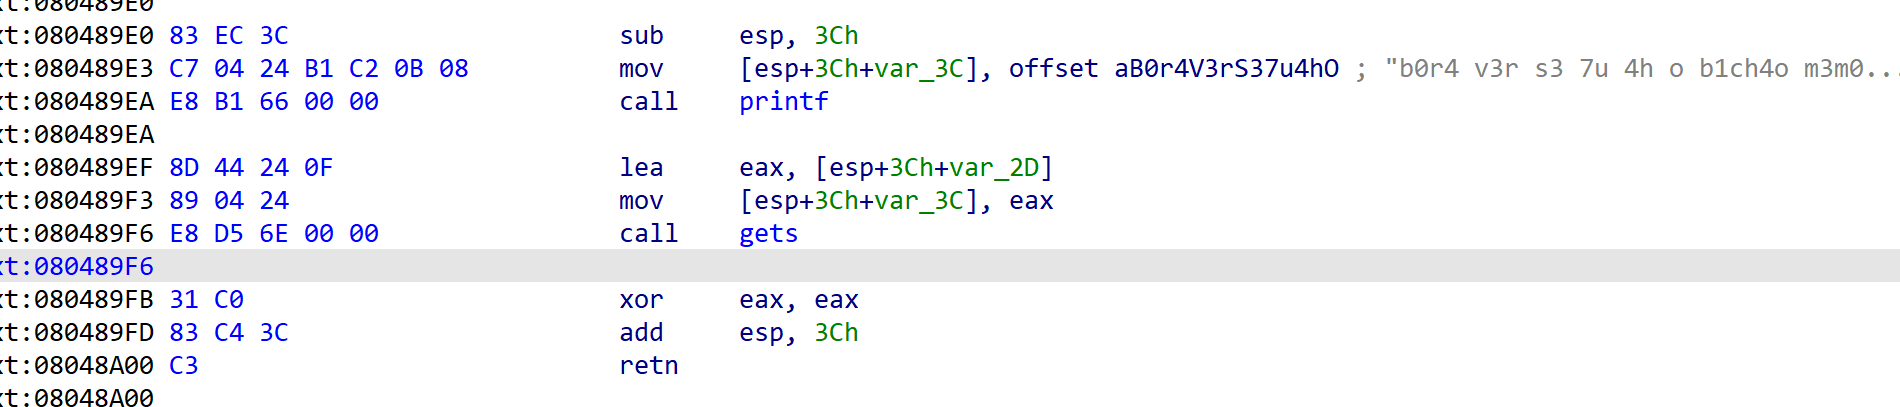 xt:080489E0
xt:080489E0 83 EC 3C sub esp, 3Ch
xt:080489E3 C7 04 24 B1 C2 0B 08 mov [esp+3Ch+var_3C], offset aB0r4V3rS37u4hO ; "b0r4 v3r s3 7u 4h o b1ch4o m3m0...
xt:080489EA E8 B1 66 00 00 call printf
xt:080489EA
xt:080489EF 8D 44 24 0F lea eax, [esp+3Ch+var_2D]
xt:080489F3 89 04 24 mov [esp+3Ch+var_3C], eax
xt:080489F6 E8 D5 6E 00 00 call gets
xt:080489F6
xt:080489FB 31 C0 xor eax, eax
xt:080489FD 83 C4 3C add esp, 3Ch
xt:08048A00 C3 retn
xt:08048A00